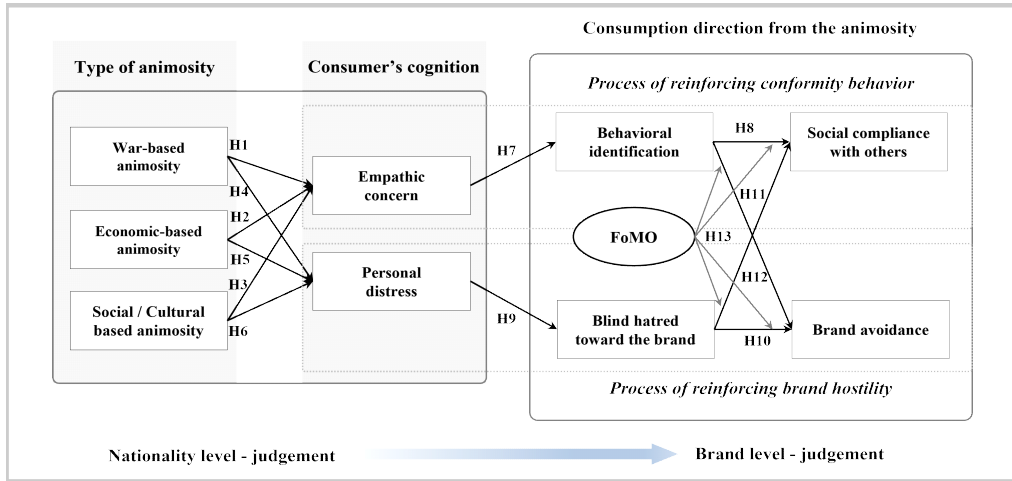 Consumption direction from the animosity
Type of animosity
Consumer's cognition
Process of reinforcing conformity behavior
War-based
animosity
Economic-based
animosity
Social / Cultural
based animosity
H1
H4
H2
H5
H3
H6
Empathic
concern
Personal
distress
H7
H9
Behavioral
identification
H8
Social compliance
with others
H11
FoMO
H13
H12
Blind hatred
toward the brand
H10
Brand avoidance
Process of reinforcing brand hostility
Nationality level - judgement
Brand level - judgement